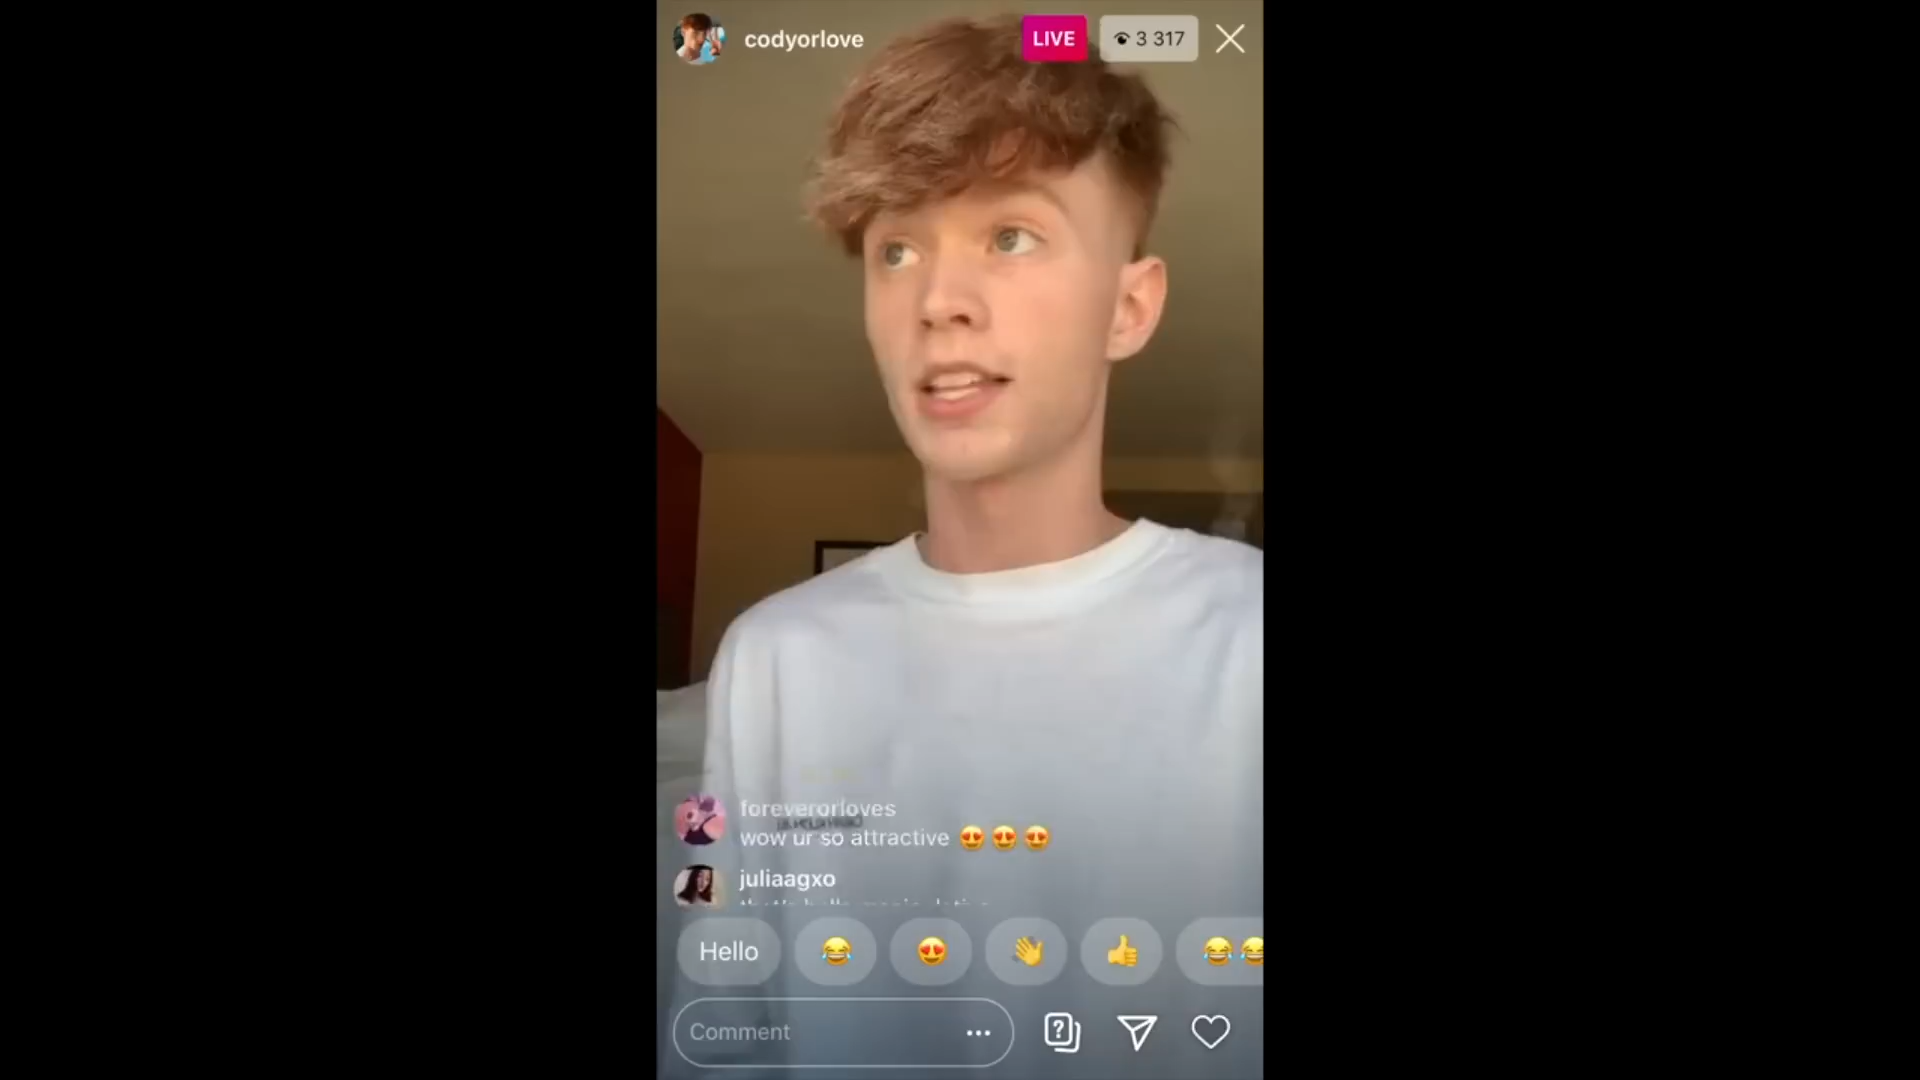 codyorlove
LIVE
3 317
foreverorloves
wow ur so attractive 😍😍😍
juliaagxo
Hello
😂 😍 👋 👍 😂😂
Comment